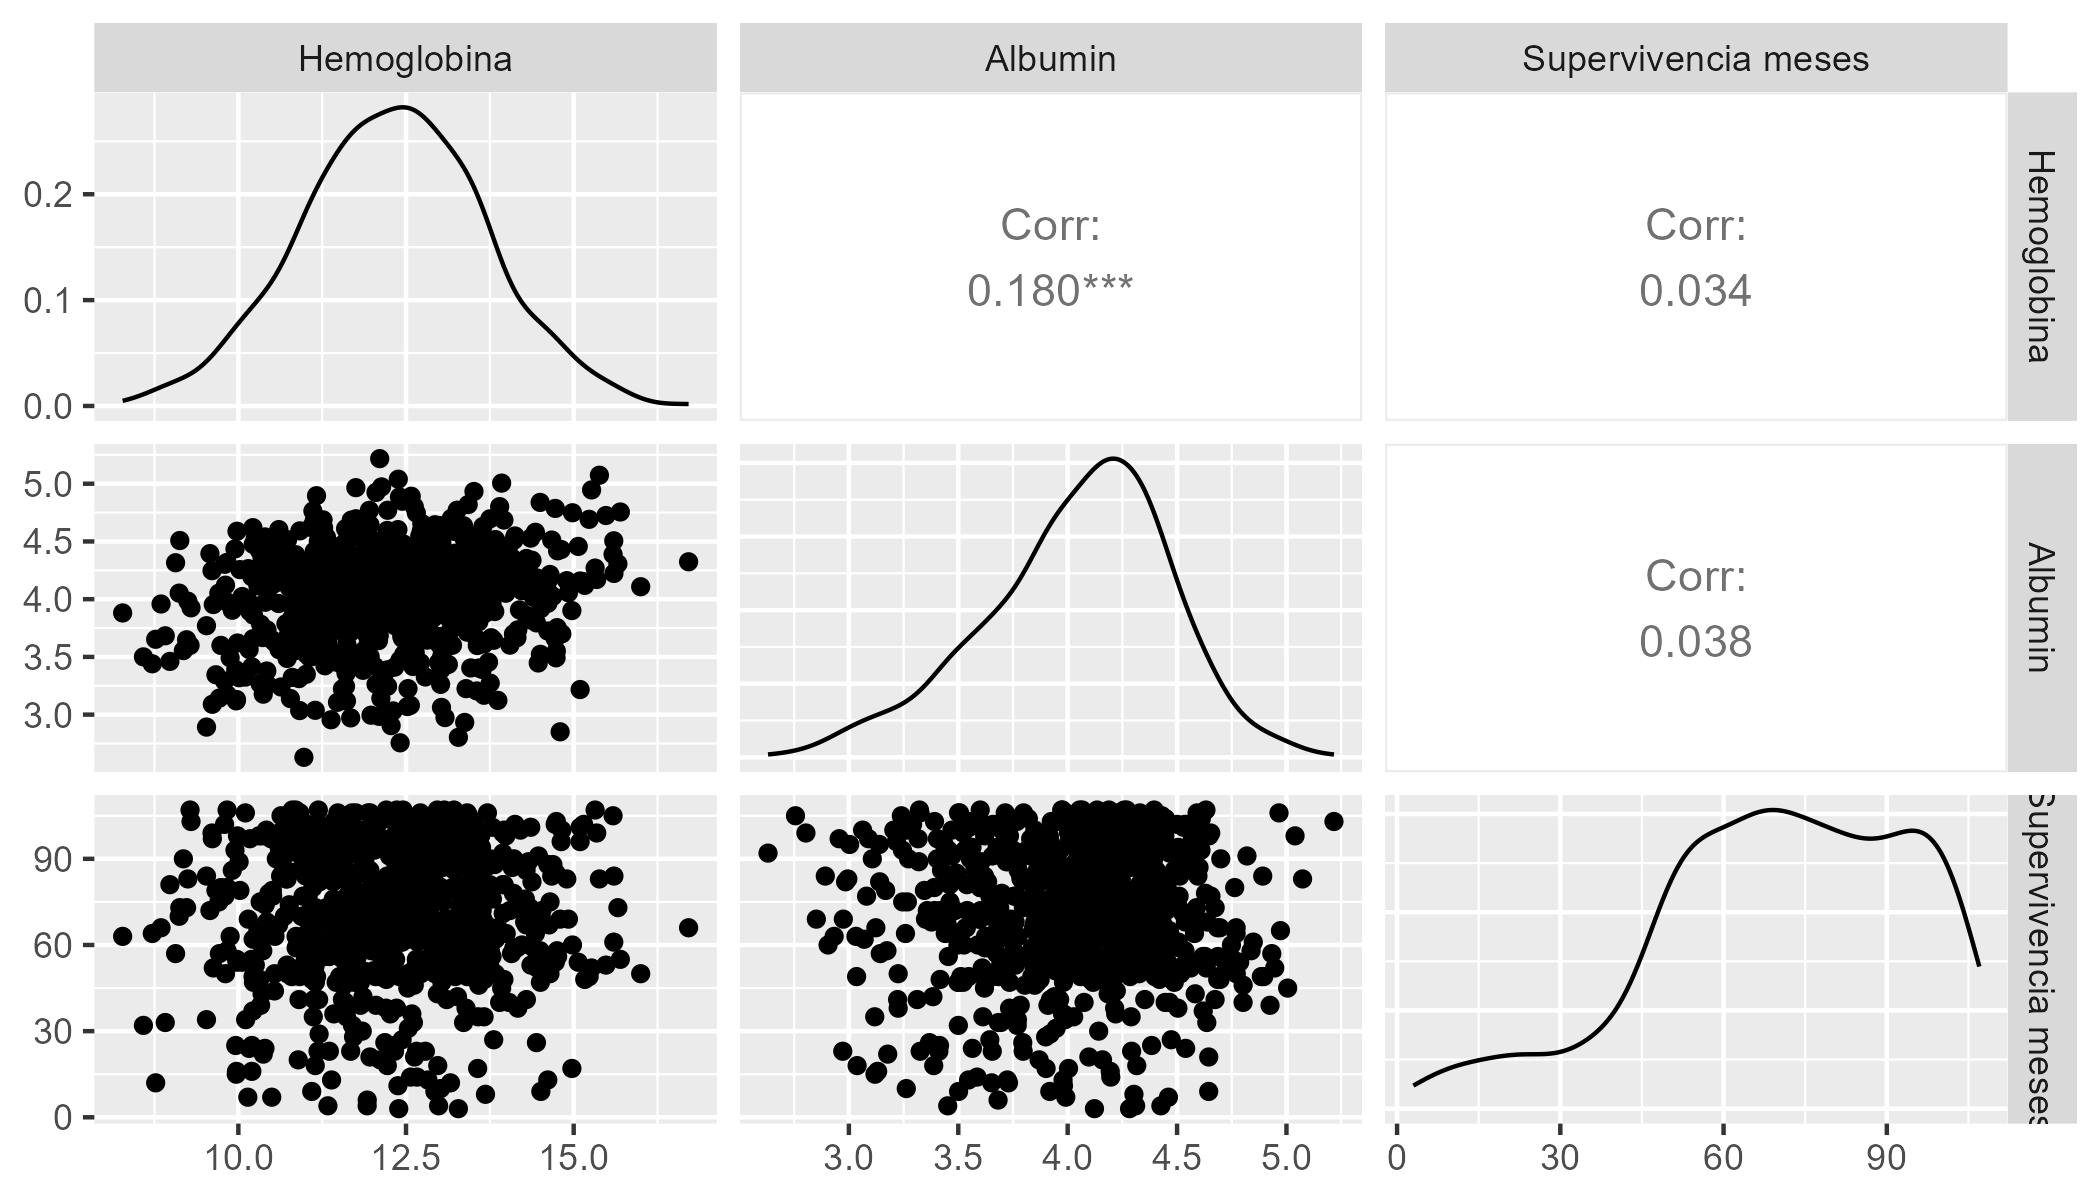 Hemoglobina
Albumin
Supervivencia meses
0.2
0.1
0.0
Corr:
0.180***
Corr:
0.034
Hemoglobina
5.0
4.5
4.0
3.5
3.0
Corr:
0.038
Albumin
90
60
30
0
Supervivencia meses
10.0 12.5 15.0
3.0 3.5 4.0 4.5 5.0
0 30 60 90